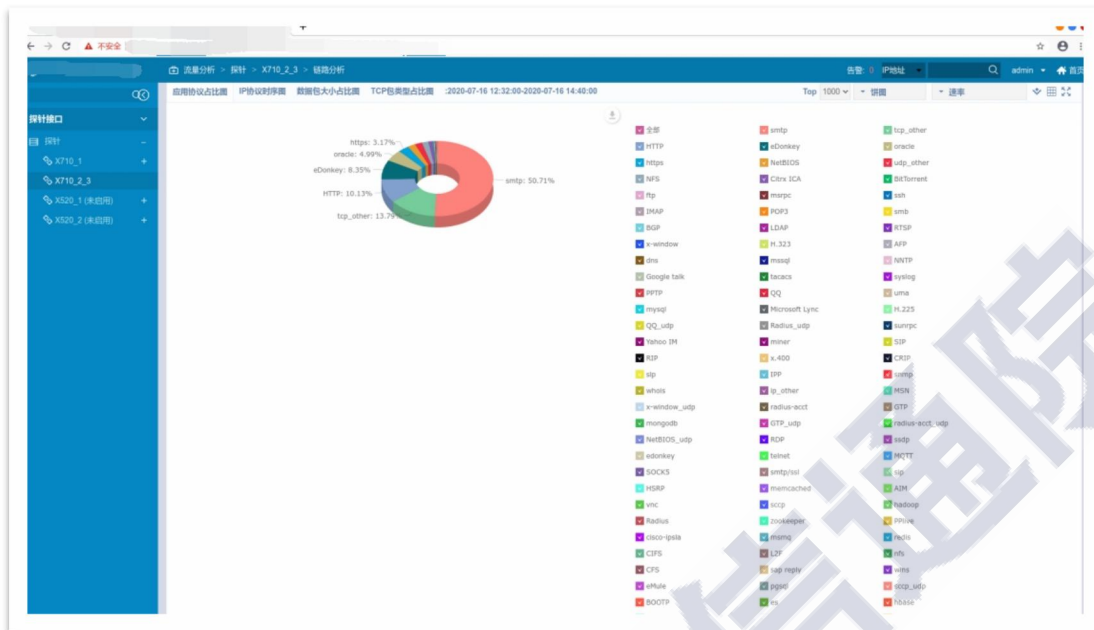 不安全
流量分析 > 探针 > X710_2_3 > 链路分析
告警: 0 IP地址 admin 首页
应用协议占比图 IP协议时序图 数据包大小占比图 TCP包类型占比图 :2020-07-16 12:32:00-2020-07-16 14:40:00 Top 1000 饼图 速率
探针接口
探针
X710_1
X710_2_3
X520_1 (未启用)
X520_2 (未启用)
https: 3.17%
oracle: 4.99%
eDonkey: 8.35%
HTTP: 10.13%
tcp_other: 13.79%
smtp: 50.71%
全部 smtp tcp_other
HTTP eDonkey oracle
https NetBIOS udp_other
NFS Citrx ICA BitTorrent
ftp msrpc ssh
IMAP POP3 smb
BGP LDAP RTSP
x-window H.323 AFP
dns mssql NNTP
Google talk tacacs syslog
PPTP QQ uma
mysql Microsoft Lync H.225
QQ_udp Radius_udp sunrpc
Yahoo IM miner SIP
RIP x.400 CRIP
slp IPP snmp
whois ip_other MSN
x-window_udp radius-acct GTP
mongodb GTP_udp radius-acct_udp
NetBIOS_udp RDP ssdp
edonkey telnet MQTT
SOCKS smtp/ssl sip
HSRP memcached AIM
vnc sccp hadoop
Radius zookeeper PPlive
cisco-ipsla msmq redis
CIFS L2F nfs
CFS sap reply wins
eMule pgsql sccp_udp
BOOTP es hbase
信通院